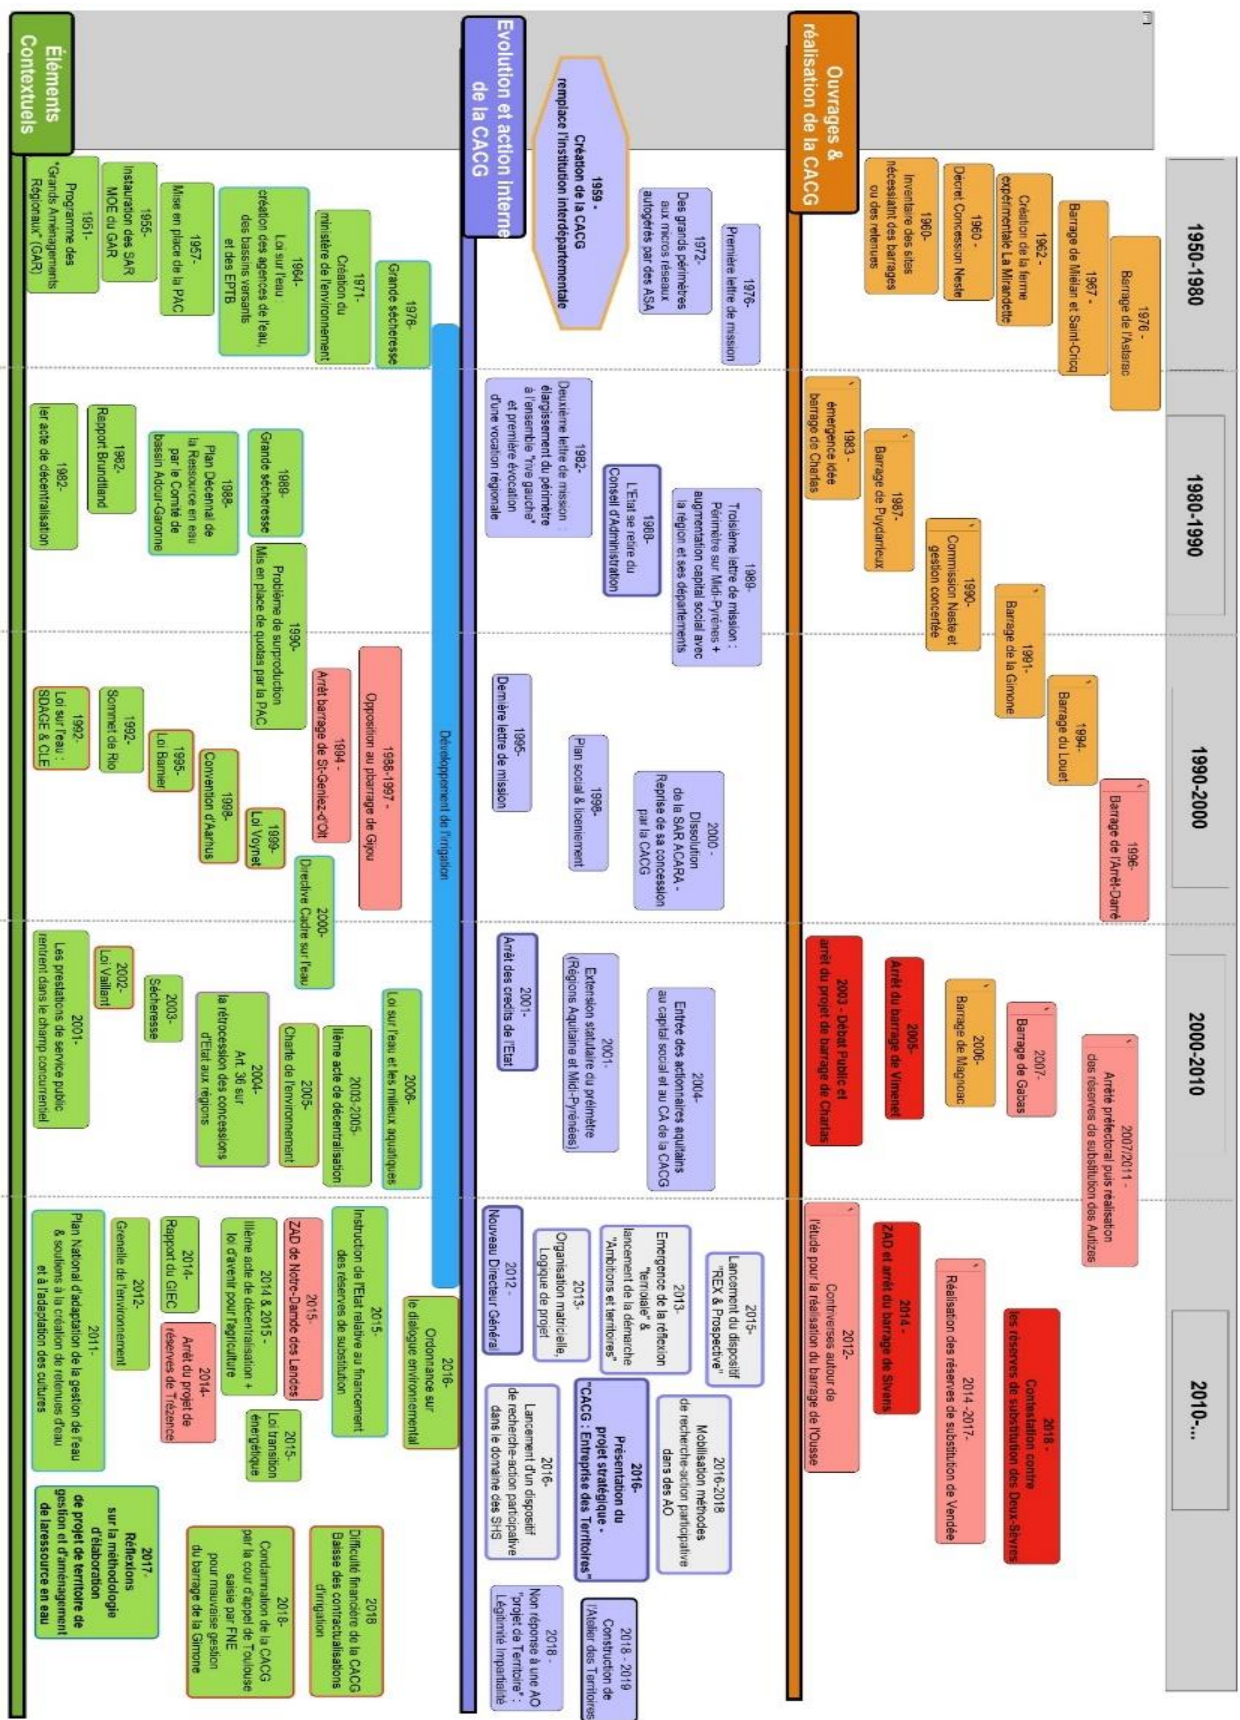 1950-1980
1980-1990
1990-2000
2000-2010
2010-...
Ouvrages &
réalisation de la CACG
1976 -
Barrage de l'Astarac
1967 -
Barrage de Miélan et Saint-Cricq
1962 -
Création de la ferme
expérimentale La Mirandette
1960 -
Décret Concession Neste
1960-
Inventaire des sites
nécessiatnt des barrages
ou des retenues
1983 -
émergence idée
barrage de Charlas
1987-
Barrage de Puydarrieux
1990-
Commission Neste et
gestion concertée
1991-
Barrage de la Gimone
1994-
Barrage du Louet
1996-
Barrage de l'Arrêt-Darré
2007/2011 -
Arrêté préfectoral puis réalisation
des réserves de substitution des Autizes
2007-
Barrage de Gabas
2006-
Barrage de Magnoac
2005-
Arrêt du barrage de Vimenet
2003 - Débat Public et
arrêt du projet de barrage de Charlas
2018 -
Contestation contre
les réserves de substitution des Deux-Sèvres
2014 -2017-
Réalisation des réserves de substitution de Vendée
2014 -
ZAD et arrêt du barrage de Sivens
2012-
Controverses autour de
l'étude pour la réalisation du barrage de l'Ousse
Evolution et action interne
de la CACG
1959 -
Création de la CACG
remplace l'institution interdépartementale
1976-
Première lettre de mission
1972-
Des grands périmètres
aux micros réseaux
autogérés par des ASA
1989-
Troisième lettre de mission :
Périmètre sur Midi-Pyrénes +
augmentation capital social avec
la région et ses départements
1988-
L'Etat se retire du
Conseil d'Administration
1982-
Deuxième lettre de mission :
élargissement du périmètre
à l'ensemble "rive gauche"
et première évocation
d'une vocation régionale
2000 -
Dissolution
de la SAR ACARA -
Reprise de sa concession
par la CACG
1998-
Plan social & liceniement
1995-
Dernière lettre de mission
2004-
Entrée des actionnaires aquitains
au capital social et au CA de la CACG
2001-
Extension statutaire du préimètre
(Régions Aquitaine et Midi-Pyrénées)
2001-
Arrêt des credits de l'Etat
2015-
Lancement du dispositif
"REX & Prospective"
2013-
Emergence de la réflexion
"terroiale" &
lancement de la démarche
"Ambitions et territoires"
2013-
Organisation matricielle,
Logique de projet
2012 -
Nouveau Directeur Général
2016-2018
Mobilisation méthodes
de recherche-action participative
dans des AO
2016-
Présentation du
projet stratégique -
"CACG : Entreprise des Territoires"
2016-
Lancement d'un dispositif
de recherche-action participative
dans le domaine des SHS
2018 - 2019
Construction de
l'Atelier des Territoires
2018 -
Non réponse à une AO
"projet de Territoire" :
Légitimité Impartialité
Éléments
Contextuels
Développement de l'irrigation
1976-
Grande sécheresse
1971-
Création du
ministère de l'environnement
1964-
Loi sur l'eau :
création des agences de l'eau,
des bassins versants
et des EPTB
1957-
Mise en place de la PAC
1955-
Instauration des SAR
MOE du GAR
1951-
Programme des
"Grands Aménagements
Régionaux" (GAR)
1990-
Problème de surproduction
Mis en place de quotas par la PAC
1989-
Grande sécheresse
1988-
Plan Décennal de
la Ressource en eau
par le Comité de
bassin Adour-Garonne
1982-
Rapport Brundtland
1982-
Ier acte de décentralisation
1988-1997 -
Opposition au pbarrage de Gijou
1994 -
Arrêt barrage de St-Geniez-d'Olt
2000-
Directive Cadre sur l'eau
1999-
Loi Voynet
1998-
Convention d'Aarhus
1995-
Loi Barnier
1992-
Sommet de Rio
1992-
Loi sur l'eau :
SDAGE & CLE
2006-
Loi sur l'eau et les milieux aquatiques
2003-2005-
IIème acte de décentralisation
2005-
Charte de l'environnement
2004-
Art. 36 sur
la rétrocession des concessions
d'Etat aux régions
2003-
Sécheresse
2002-
Loi Vaillant
2001-
Les prestations de service public
rentrent dans le champ concurrentiel
2016-
Ordonnance sur
le dialogue environnemental
2015-
Instruction de l'Etat relative au financement
des réserves de substitution
2015-
ZAD de Notre-Dande des Landes
2014 & 2015 -
IIIème acte de décentralisation +
loi d'avenir pour l'agriculture
2015-
Loi transition
énergétique
2014-
Rapport du GIEC
2014-
Arrêt du projet de
réserves de Trézence
2012-
Grenelle de l'environnement
2011-
Plan National d'adaptation de la gestion de l'eau
& soutiens à la création de retenues d'eau
et à l'adaptation des cultures
2018
Difficulté financière de la CACG
Baisse des contractualisations
d'irrigation
2018-
Condamnation de la CACG
par la cour d'appel de Toulouse
saisie par FNE
pour mauvaise gestion
du barrage de la Gimone
2017-
Réflexions
sur la méthodologie
d'élaboration
de projet de territoire de
gestion et d'aménagement
de laressource en eau